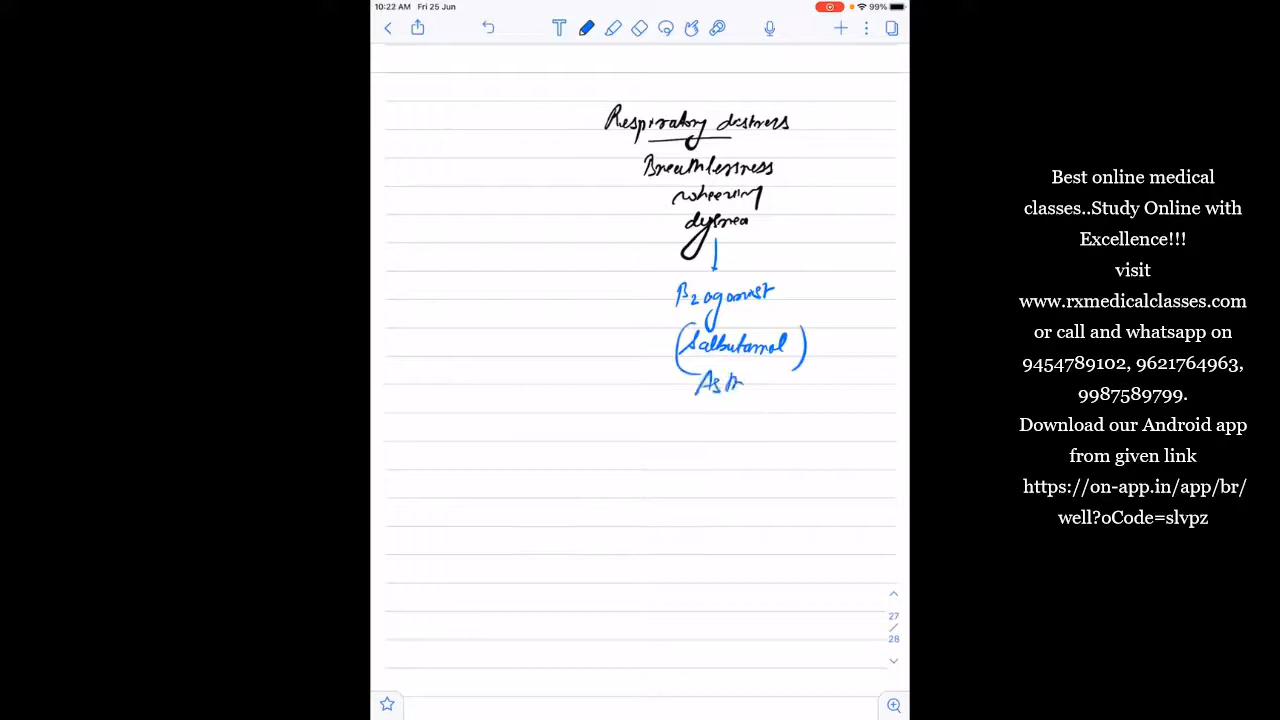 10:22 AM Fri 25 Jun
99%
Respiratory distress
Breathlessness
wheezing
dyspnea
β2 agonist
(Salbutamol)
Asth
27
/
28
Best online medical
classes..Study Online with
Excellence!!!
visit
www.rxmedicalclasses.com
or call and whatsapp on
9454789102, 9621764963,
9987589799.
Download our Android app
from given link
https://on-app.in/app/br/
well?oCode=slvpz